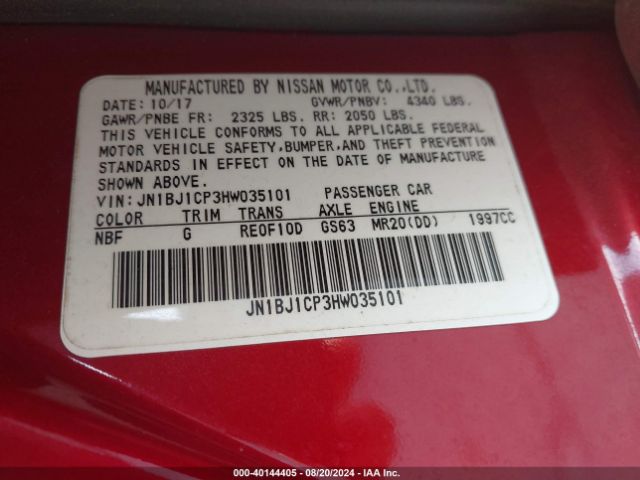 MANUFACTURED BY NISSAN MOTOR CO.,LTD.
DATE: 10/17 GVWR/PNBV: 4340 LBS.
GAWR/PNBE FR: 2325 LBS. RR: 2050 LBS.
THIS VEHICLE CONFORMS TO ALL APPLICABLE FEDERAL
MOTOR VEHICLE SAFETY,BUMPER,AND THEFT PREVENTION
STANDARDS IN EFFECT ON THE DATE OF MANUFACTURE
SHOWN ABOVE.
VIN: JN1BJ1CP3HW035101 PASSENGER CAR
COLOR TRIM TRANS AXLE ENGINE
NBF G RE0F10D GS63 MR20(DD) 1997CC
JN1BJ1CP3HW035101
000-40144405 - 08/20/2024 - IAA Inc.